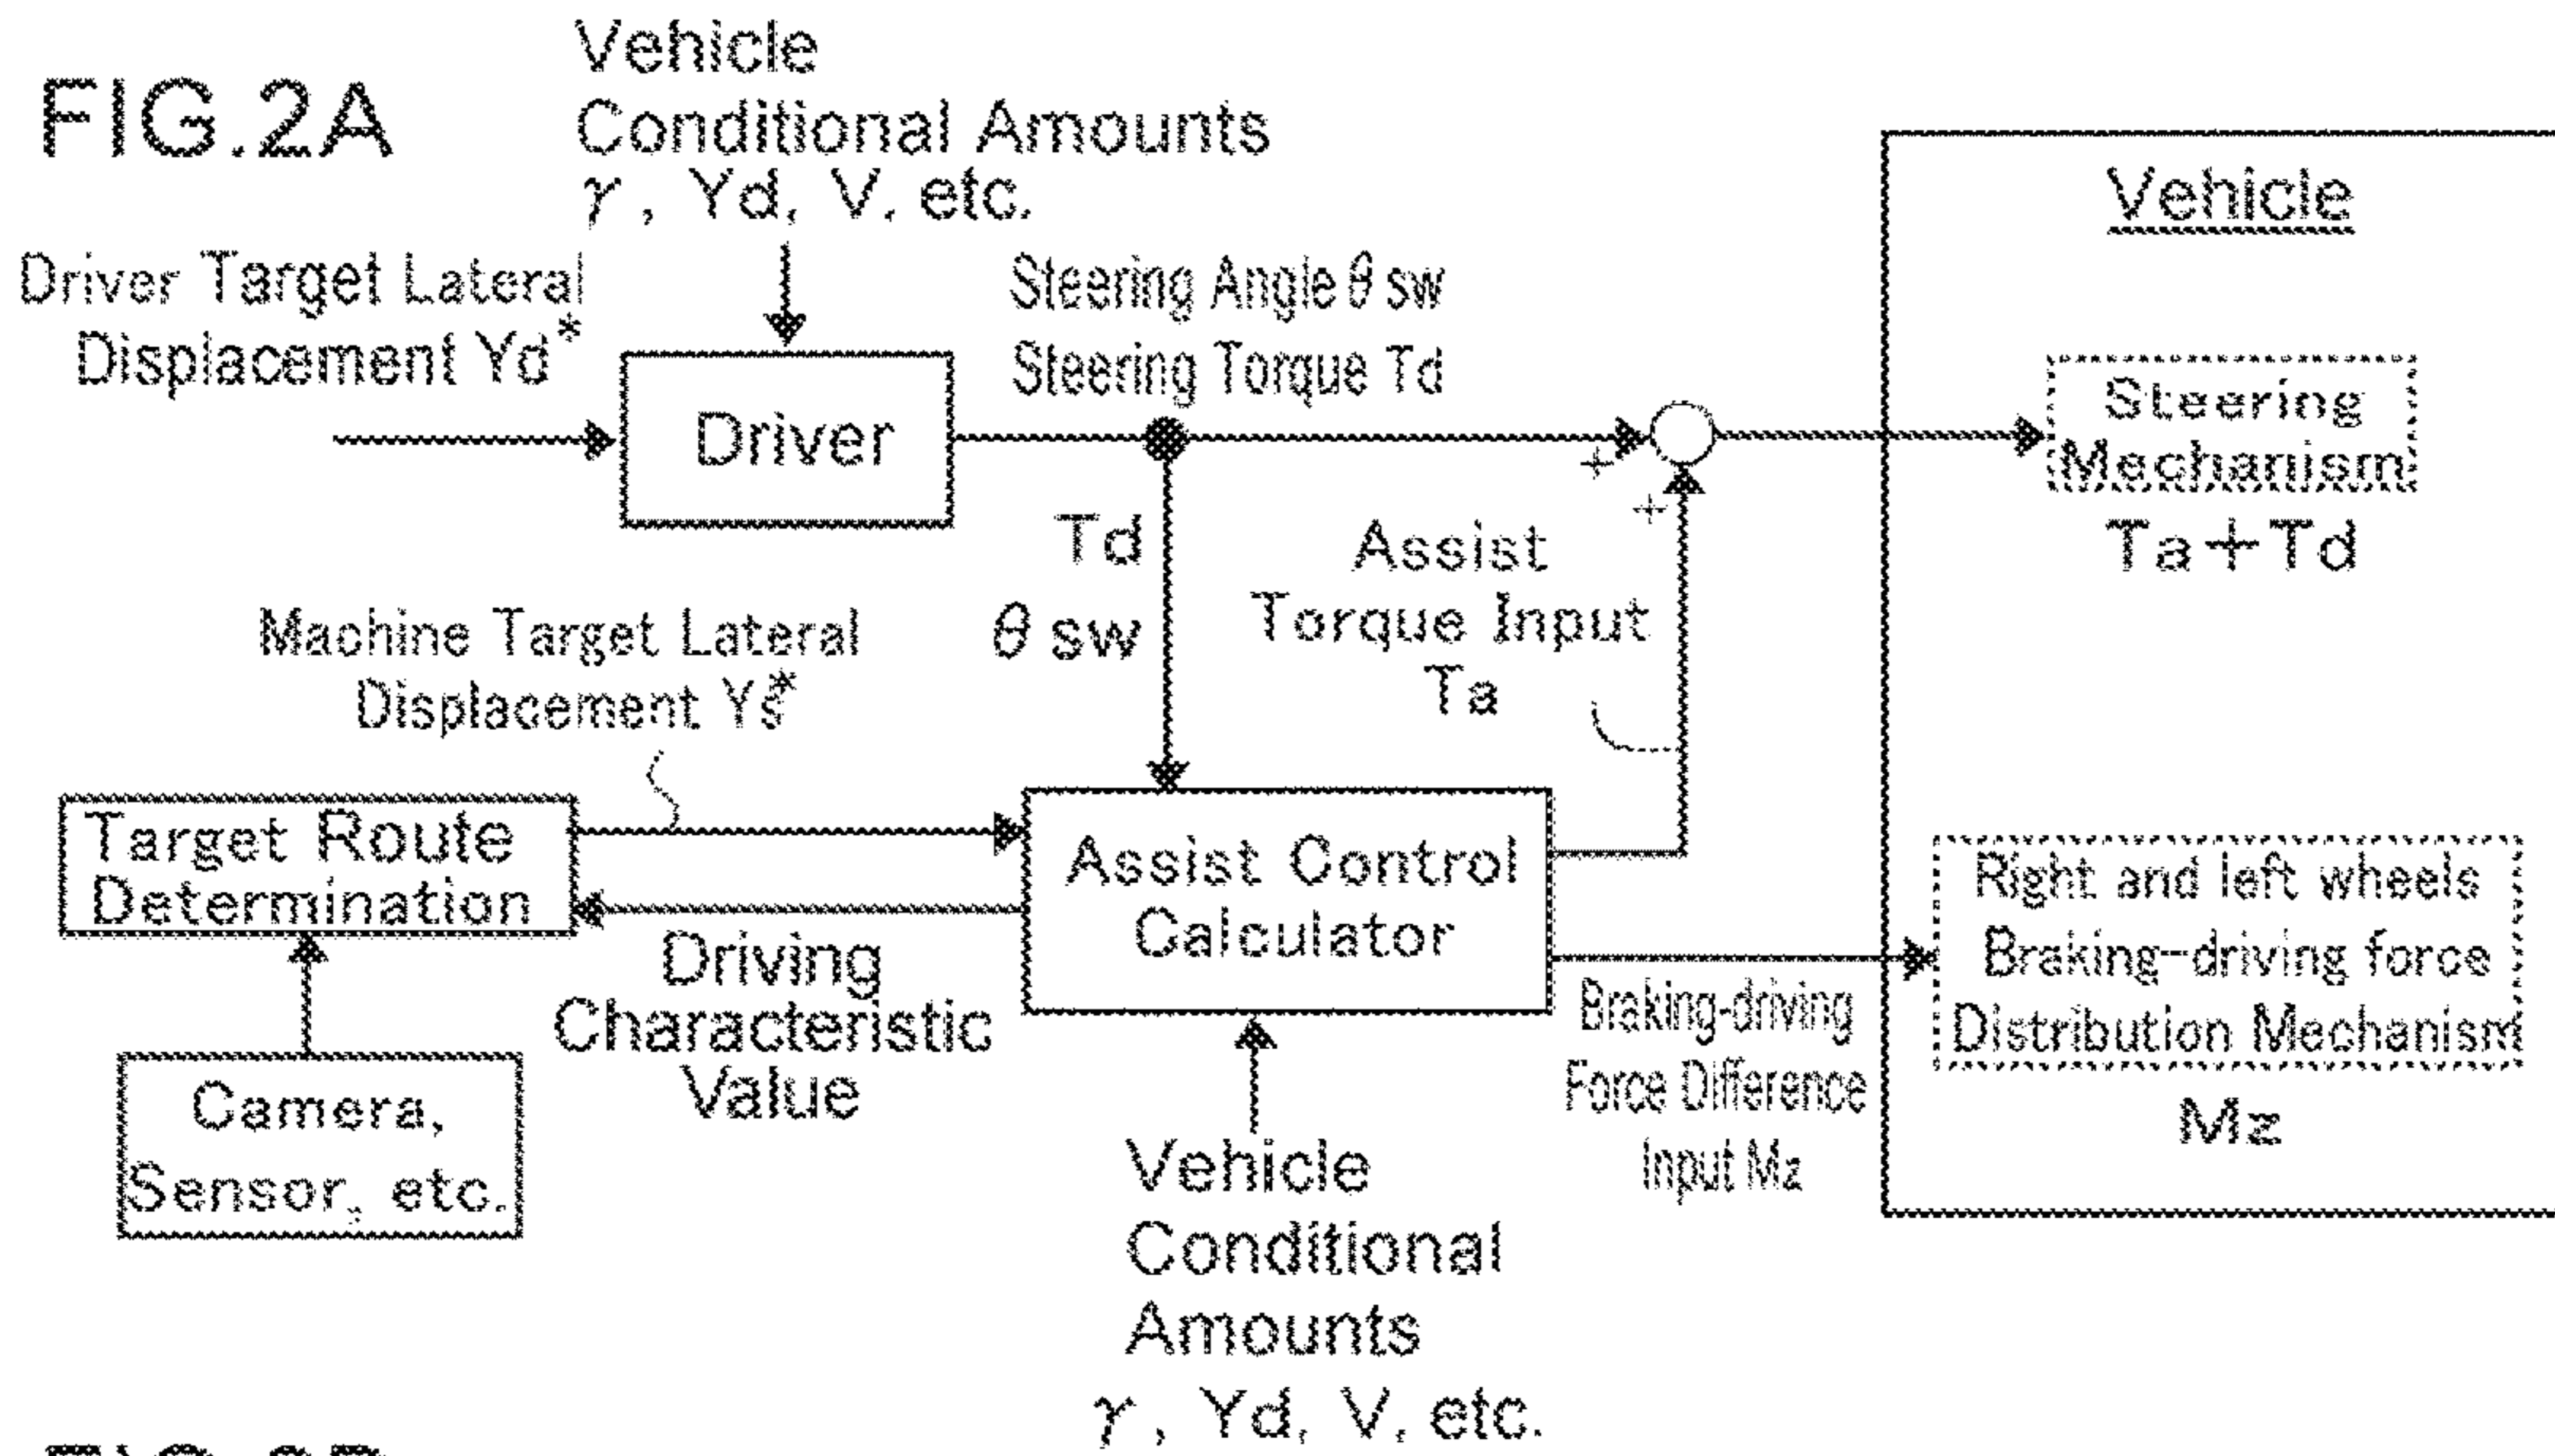 FIG.2A
Vehicle
Conditional Amounts
γ, Yd, V, etc.
Driver Target Lateral
Displacement Yd*
Steering Angle θ sw
Steering Torque Td
Vehicle
Driver
Steering
Mechanism
Ta+Td
+
+
Td
θ sw
Assist
Torque Input
Ta
Machine Target Lateral
Displacement Ys*
Target Route
Determination
Assist Control
Calculator
Right and left wheels
Braking-driving force
Distribution Mechanism
Mz
Driving
Characteristic
Value
Braking-driving
Force Difference
Input Mz
Camera,
Sensor, etc.
Vehicle
Conditional
Amounts
γ, Yd, V, etc.